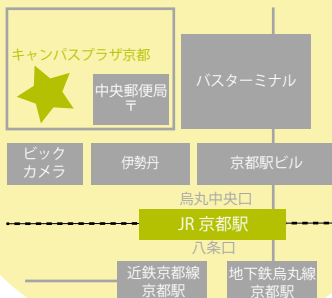 キャンパスプラザ京都
中央郵便局
〒
バスターミナル
ビック
カメラ
伊勢丹
京都駅ビル
烏丸中央口
JR 京都駅
八条口
近鉄京都線
京都駅
地下鉄烏丸線
京都駅